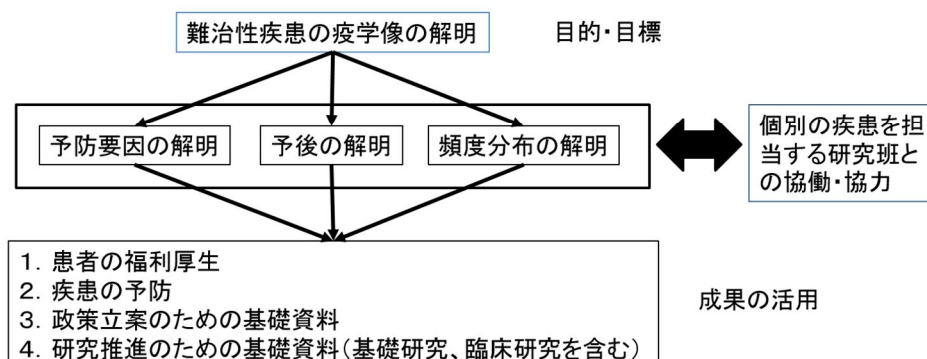 難治性疾患の疫学像の解明
目的・目標
予防要因の解明
予後の解明
頻度分布の解明
個別の疾患を担
当する研究班と
の協働・協力
1. 患者の福利厚生
2. 疾患の予防
3. 政策立案のための基礎資料
4. 研究推進のための基礎資料(基礎研究、臨床研究を含む)
成果の活用